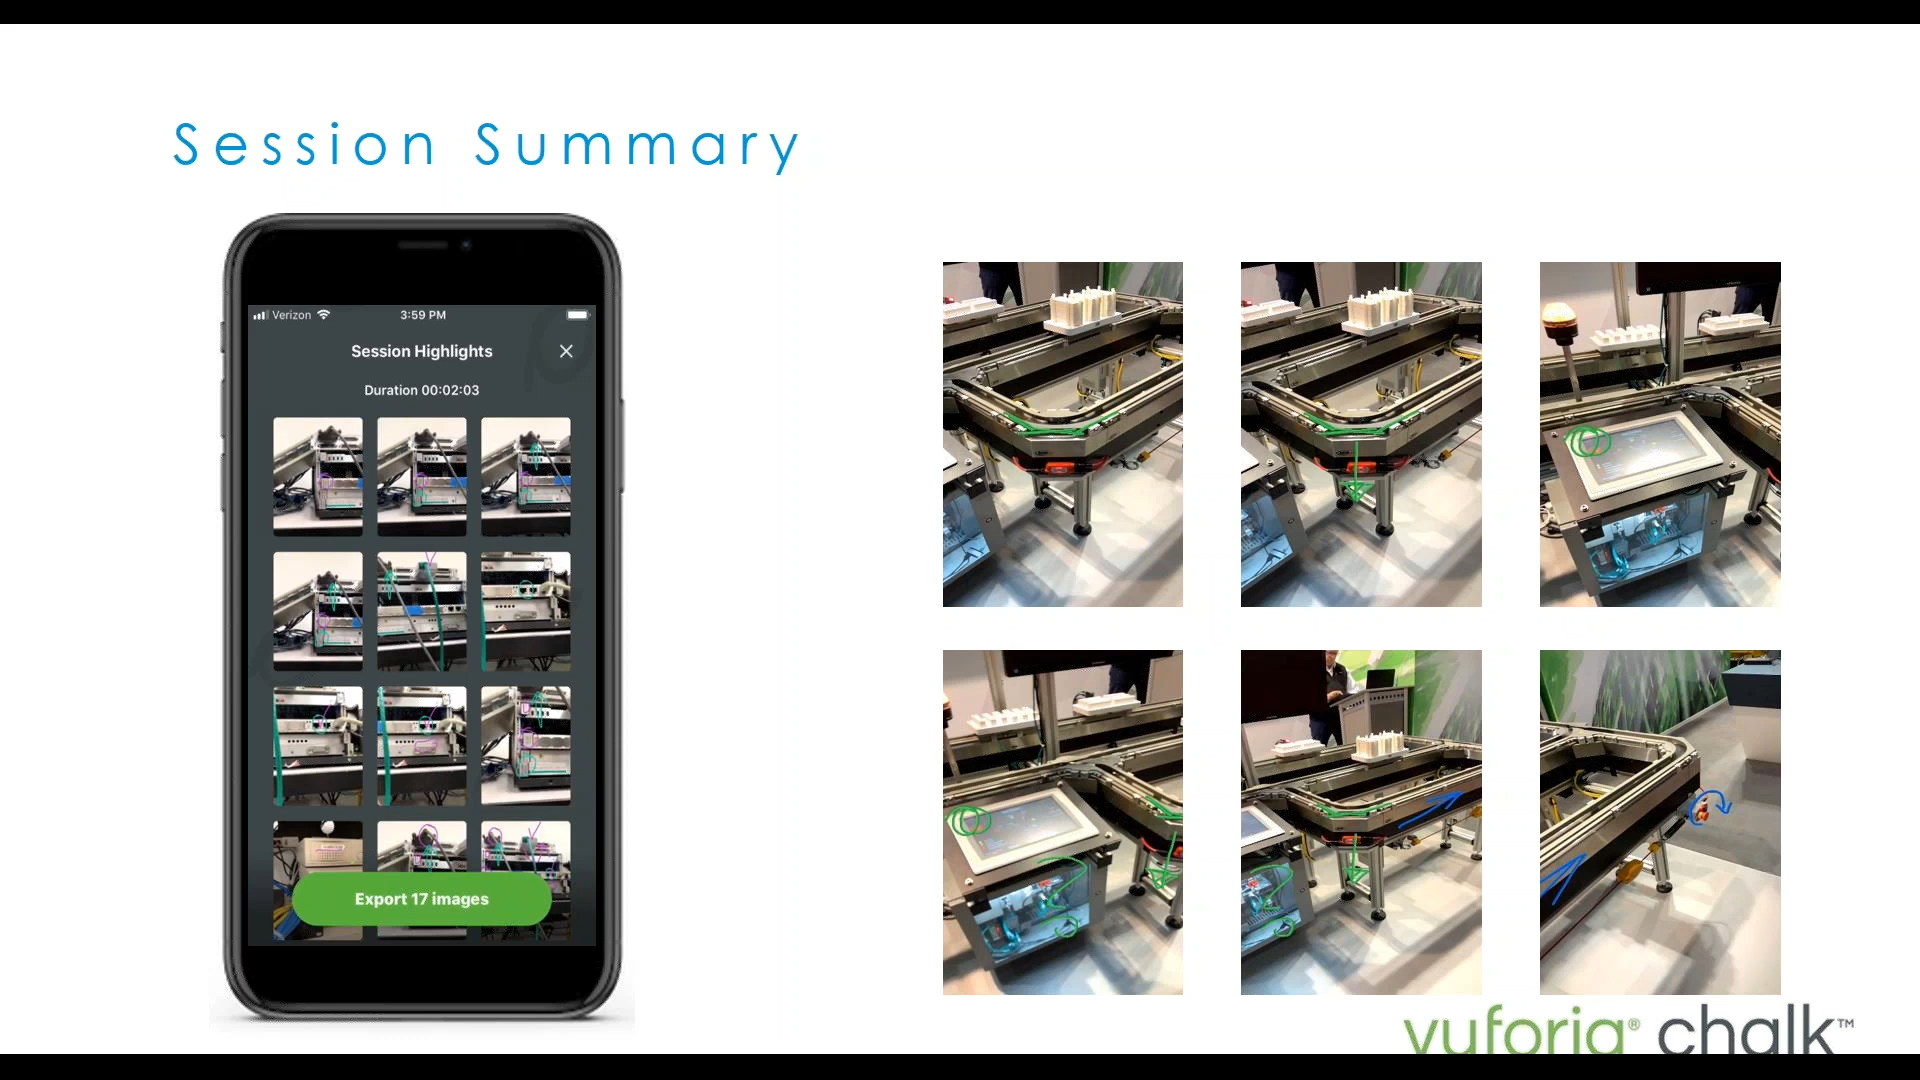 Session Summary
Verizon
3:59 PM
Session Highlights
Duration 00:02:03
Export 17 images
vuforia® chalk™